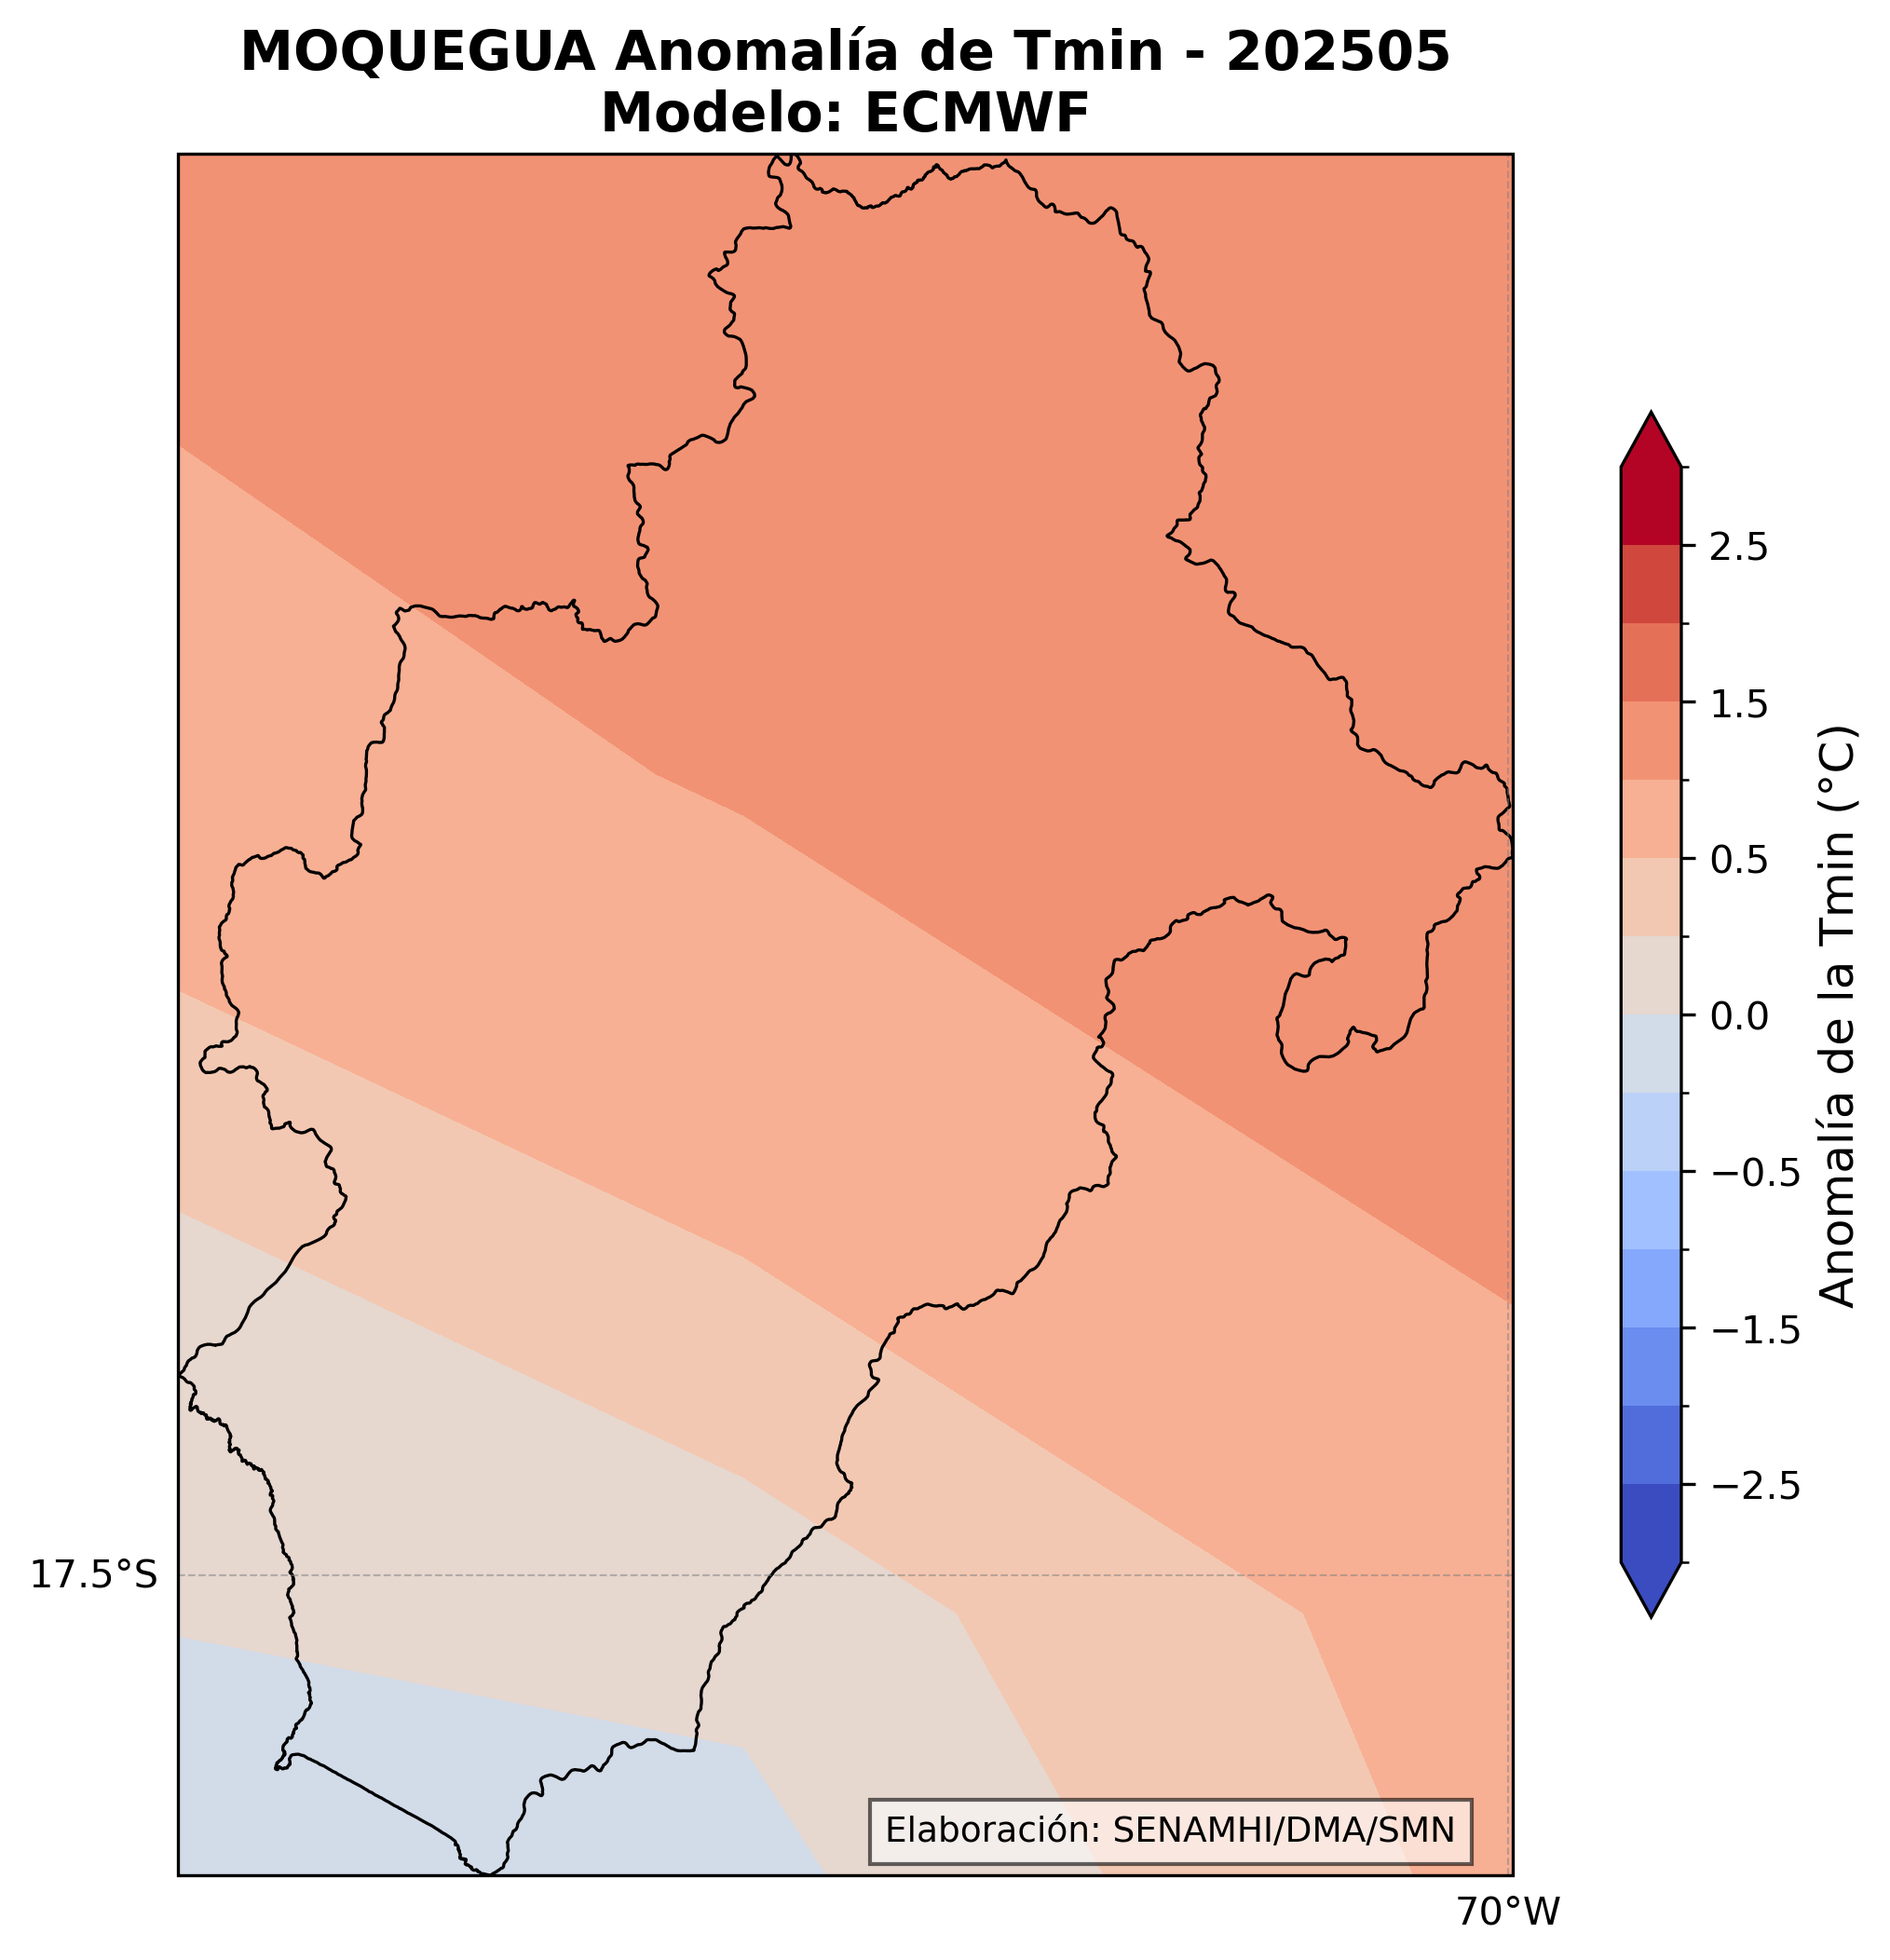 MOQUEGUA Anomalía de Tmin - 202505
Modelo: ECMWF
2.5
1.5
0.5
0.0
−0.5
−1.5
−2.5
Anomalía de la Tmin (°C)
17.5°S
Elaboración: SENAMHI/DMA/SMN
70°W